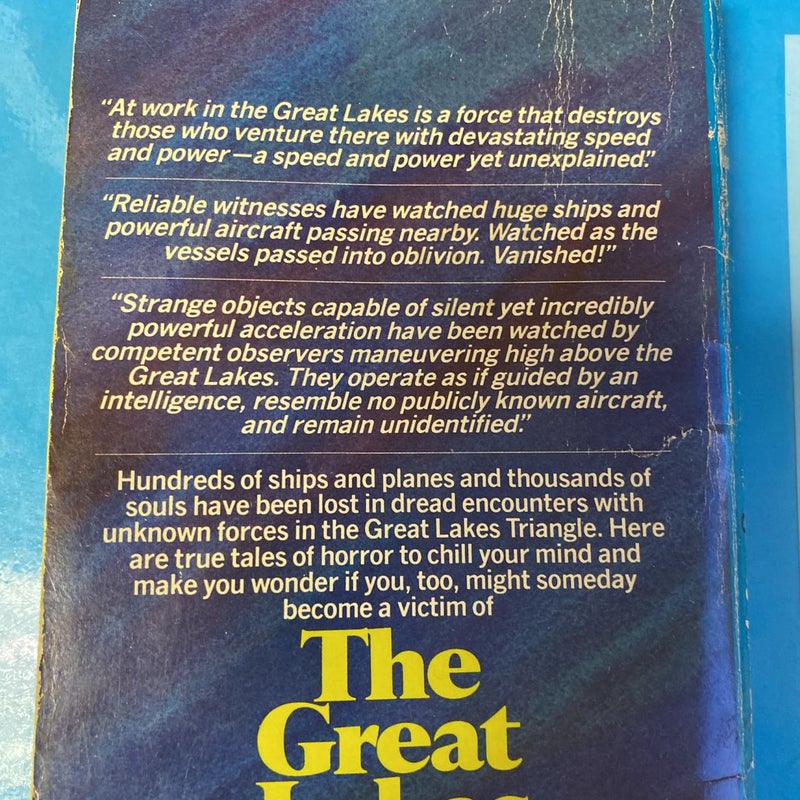 “At work in the Great Lakes is a force that destroys
those who venture there with devastating speed
and power—a speed and power yet unexplained.”
“Reliable witnesses have watched huge ships and
powerful aircraft passing nearby. Watched as the
vessels passed into oblivion. Vanished!”
“Strange objects capable of silent yet incredibly
powerful acceleration have been watched by
competent observers maneuvering high above the
Great Lakes. They operate as if guided by an
intelligence, resemble no publicly known aircraft,
and remain unidentified.”
Hundreds of ships and planes and thousands of
souls have been lost in dread encounters with
unknown forces in the Great Lakes Triangle. Here
are true tales of horror to chill your mind and
make you wonder if you, too, might someday
become a victim of
The
Great
Lakes